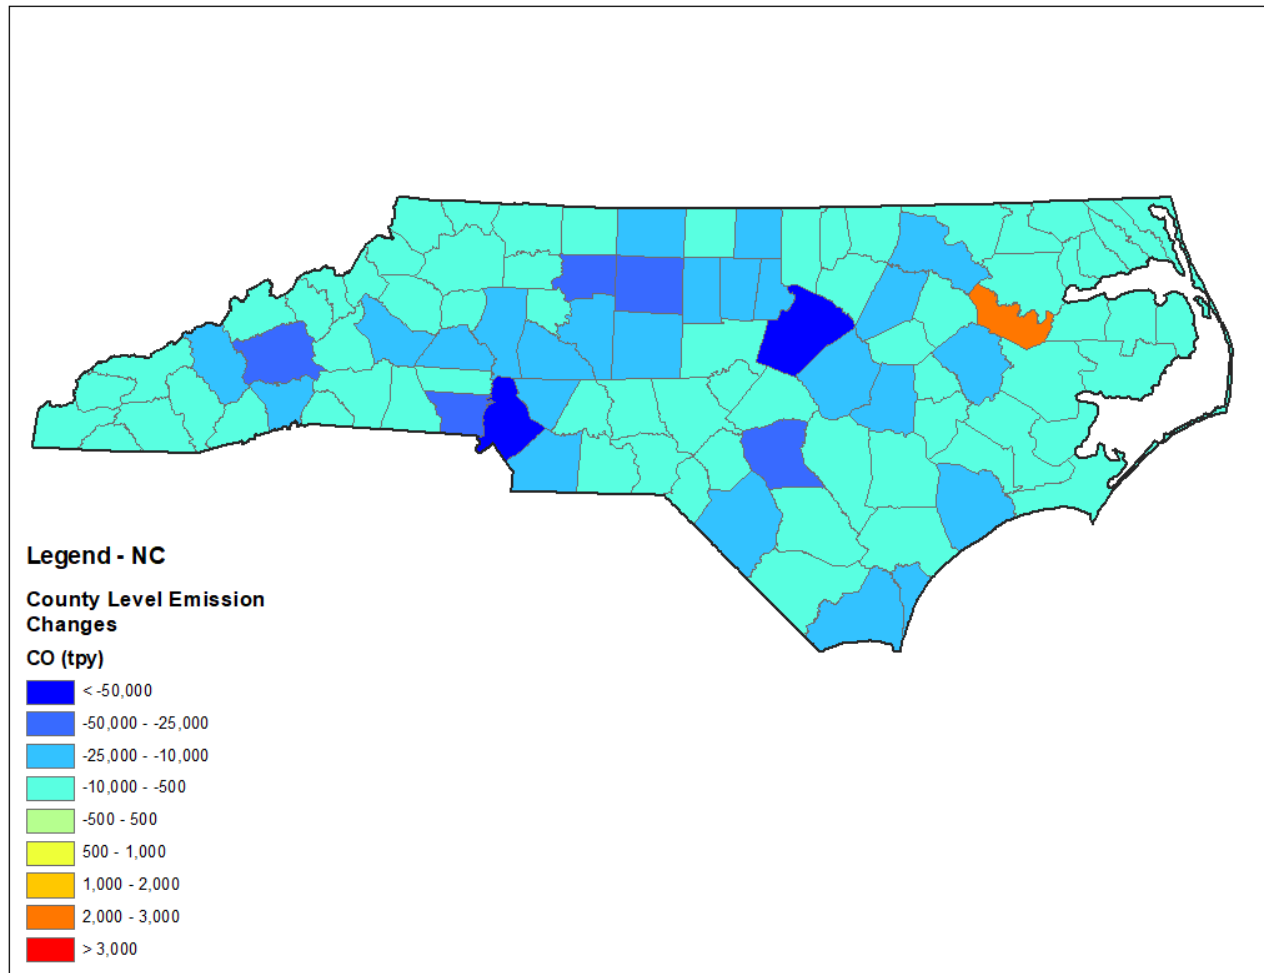 Legend - NC
County Level Emission
Changes
CO (tpy)
< -50,000
-50,000 - -25,000
-25,000 - -10,000
-10,000 - -500
-500 - 500
500 - 1,000
1,000 - 2,000
2,000 - 3,000
> 3,000